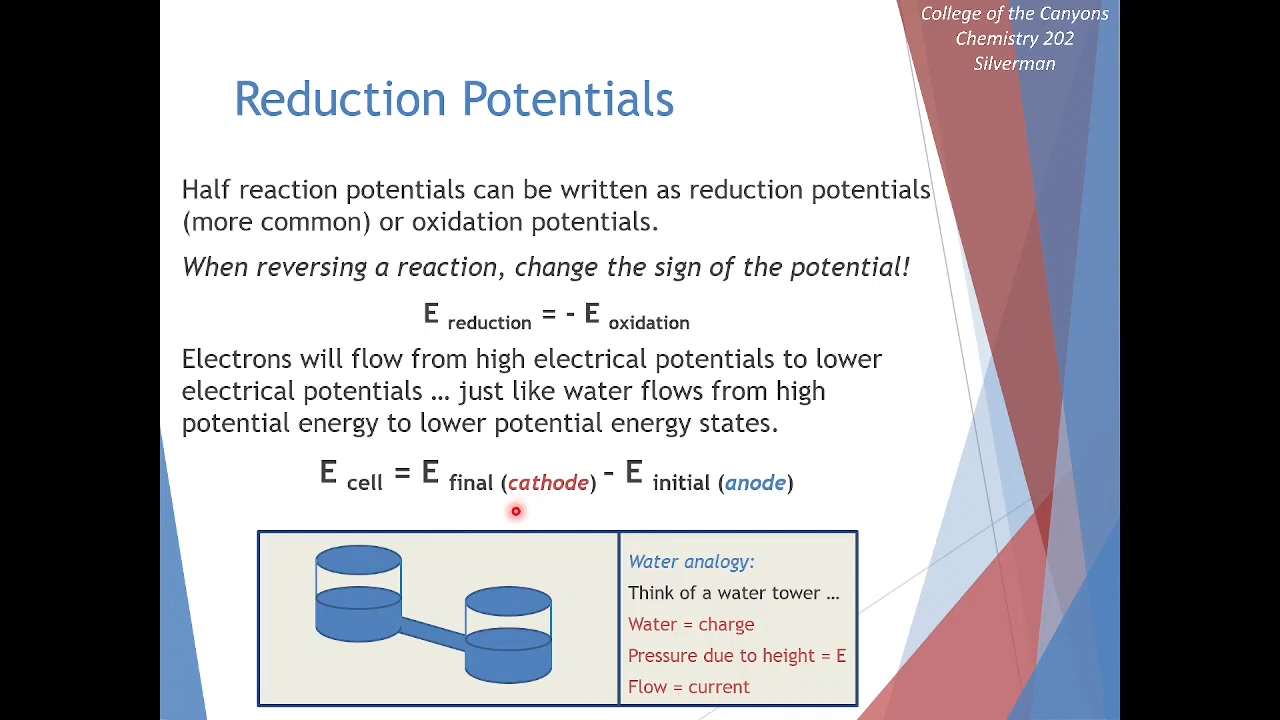 College of the Canyons
Chemistry 202
Silverman
Reduction Potentials
Half reaction potentials can be written as reduction potentials
(more common) or oxidation potentials.
When reversing a reaction, change the sign of the potential!
E reduction = - E oxidation
Electrons will flow from high electrical potentials to lower
electrical potentials … just like water flows from high
potential energy to lower potential energy states.
E cell = E final (cathode) - E initial (anode)
Water analogy:
Think of a water tower …
Water = charge
Pressure due to height = E
Flow = current